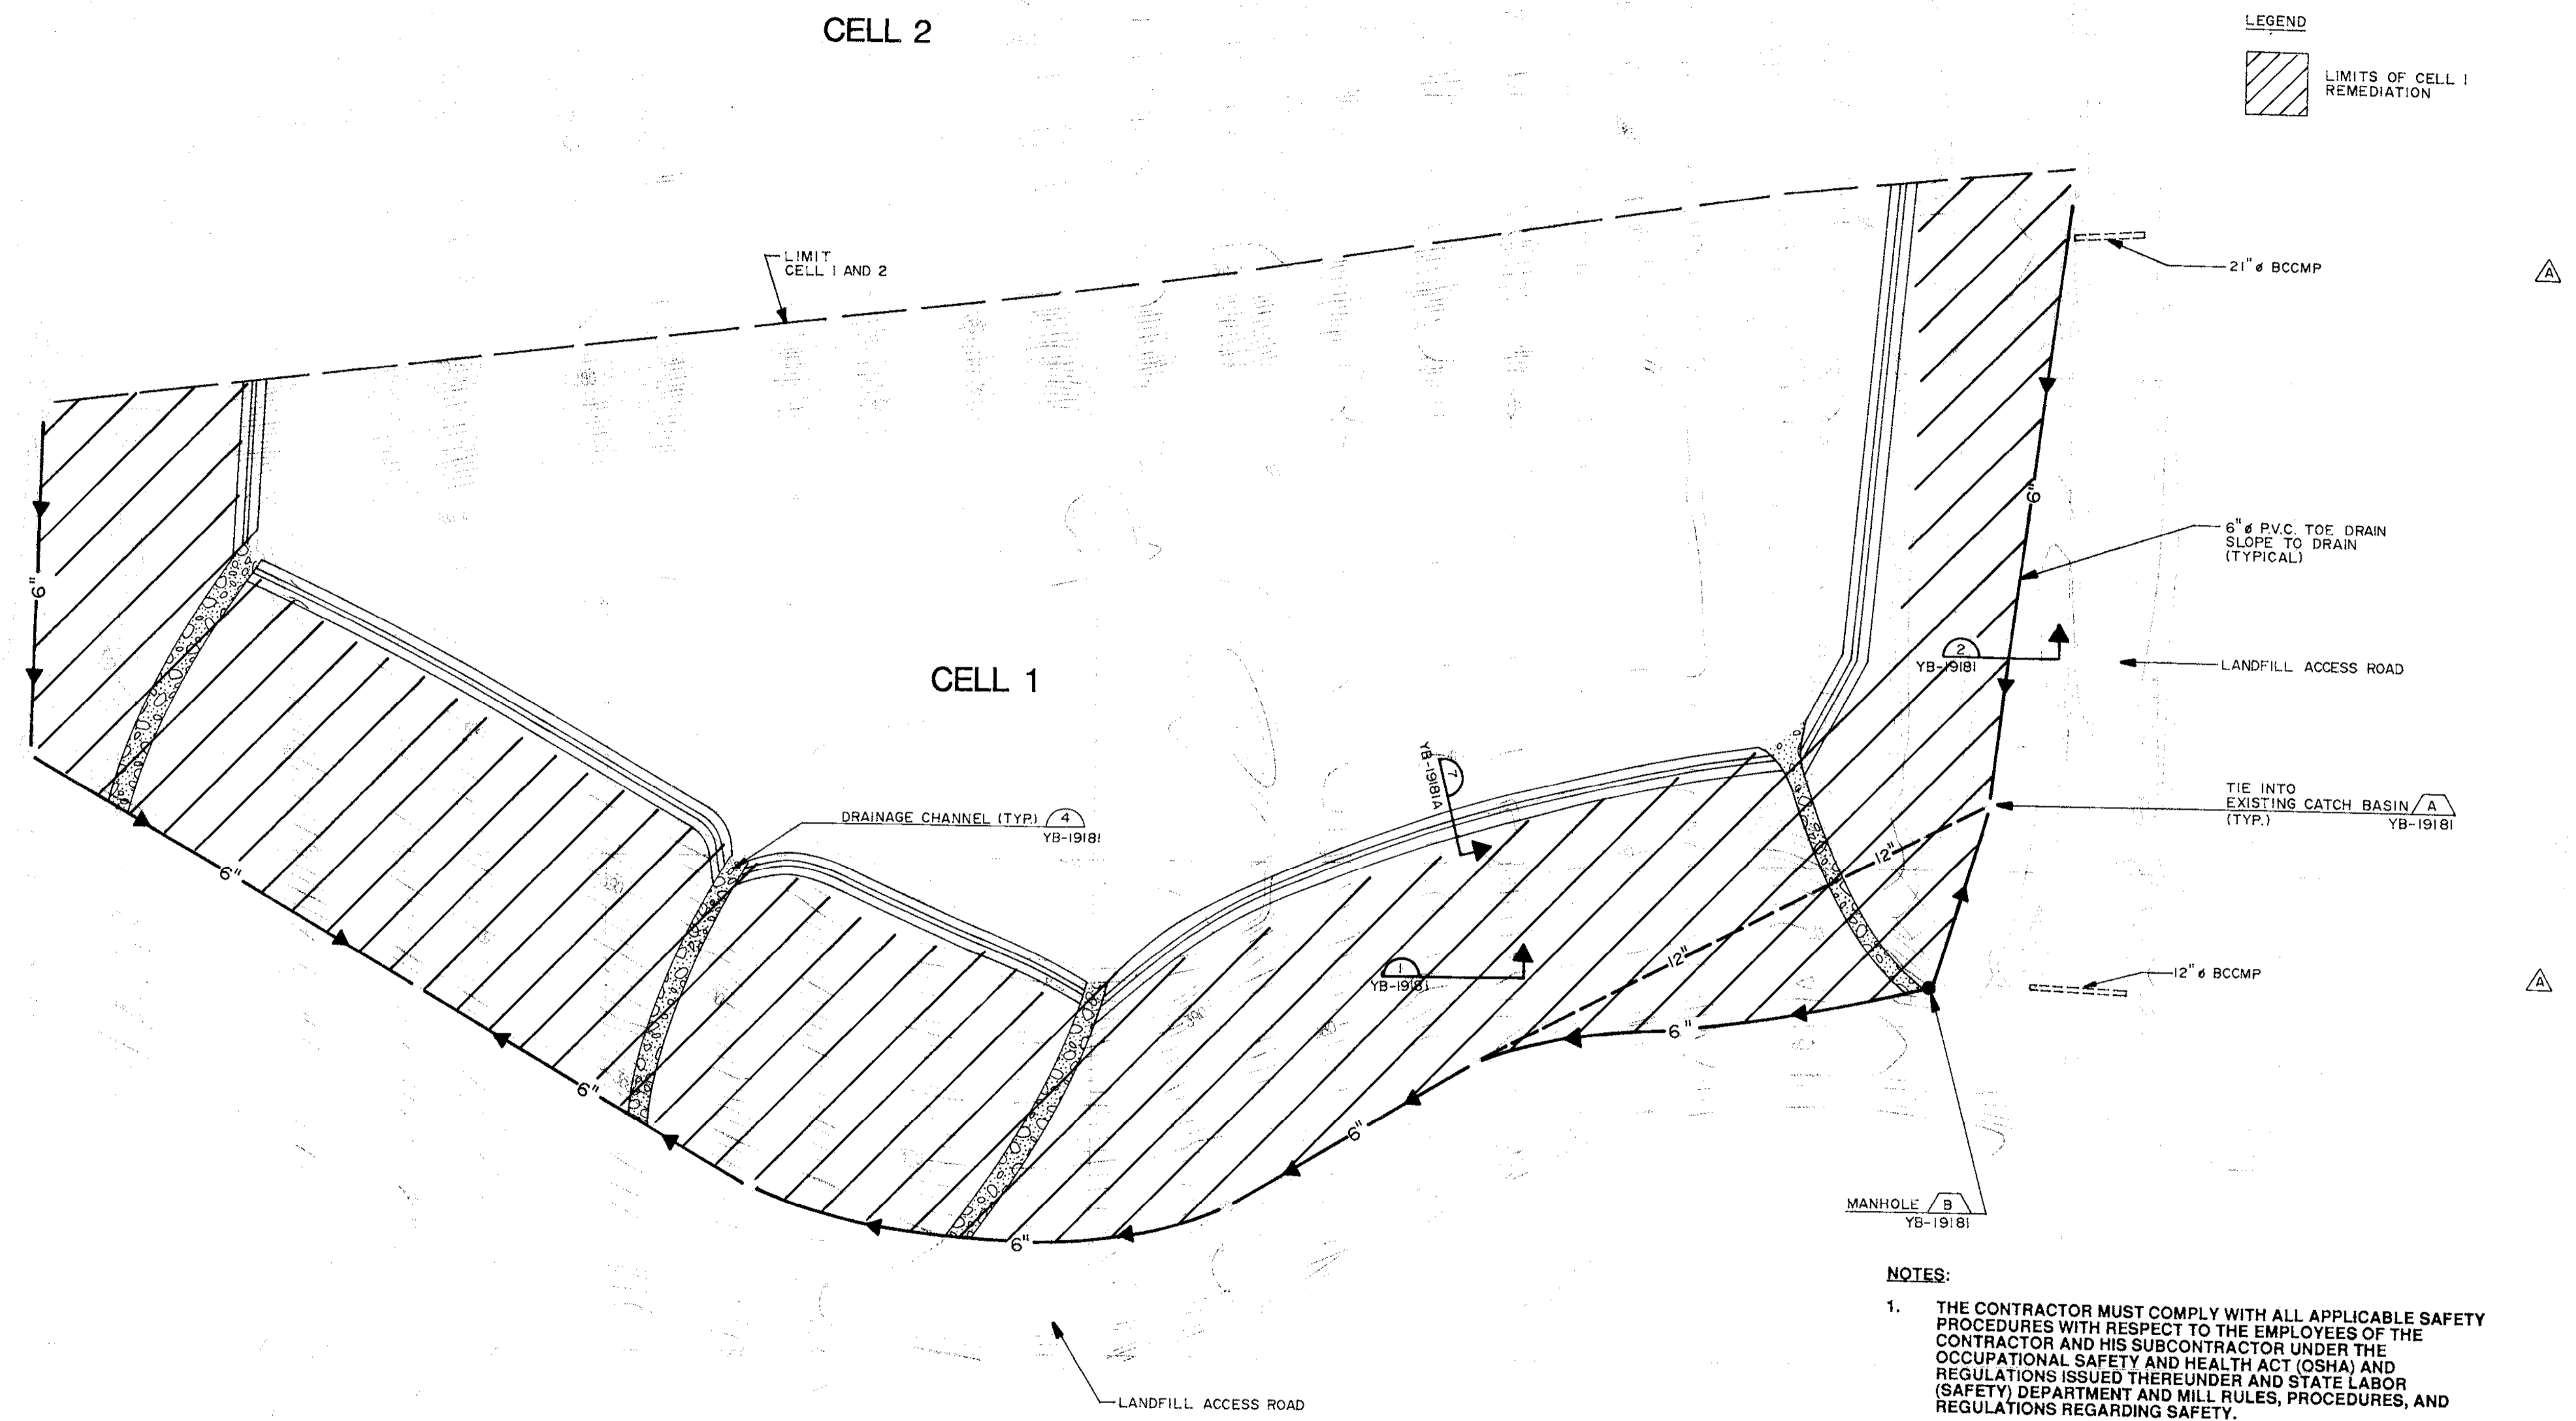 CELL 2
LEGEND
LIMITS OF CELL 1
REMEDIATION
LIMIT
CELL 1 AND 2
21" ø BCCMP
A
190
6"
6" ø P.V.C. TOE DRAIN
SLOPE TO DRAIN
(TYPICAL)
6"
2
YB-19181
LANDFILL ACCESS ROAD
CELL 1
7
YB-19181A
TIE INTO
EXISTING CATCH BASIN A
(TYP.) YB-19181
DRAINAGE CHANNEL (TYP.) 4
YB-19181
12"
6"
12"
1
YB-19181
12" ø BCCMP
A
390
6"
6"
6"
6"
MANHOLE B
YB-19181
NOTES:
1. THE CONTRACTOR MUST COMPLY WITH ALL APPLICABLE SAFETY
PROCEDURES WITH RESPECT TO THE EMPLOYEES OF THE
CONTRACTOR AND HIS SUBCONTRACTOR UNDER THE
OCCUPATIONAL SAFETY AND HEALTH ACT (OSHA) AND
REGULATIONS ISSUED THEREUNDER AND STATE LABOR
(SAFETY) DEPARTMENT AND MILL RULES, PROCEDURES, AND
REGULATIONS REGARDING SAFETY.
LANDFILL ACCESS ROAD